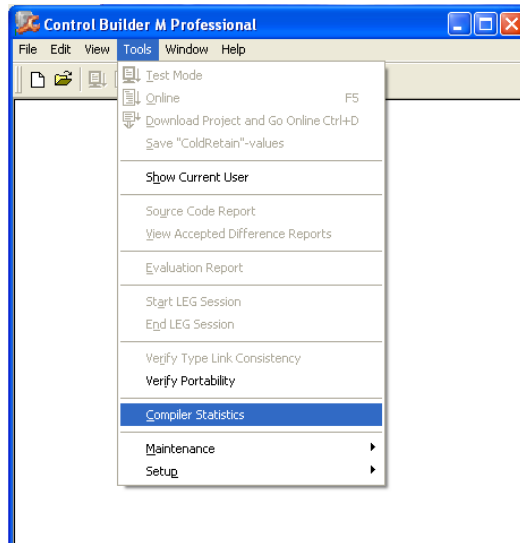 Control Builder M Professional
File Edit View Tools Window Help
Test Mode
Online F5
Download Project and Go Online Ctrl+D
Save "ColdRetain"-values
Show Current User
Source Code Report
View Accepted Difference Reports
Evaluation Report
Start LEG Session
End LEG Session
Verify Type Link Consistency
Verify Portability
Compiler Statistics
Maintenance
Setup